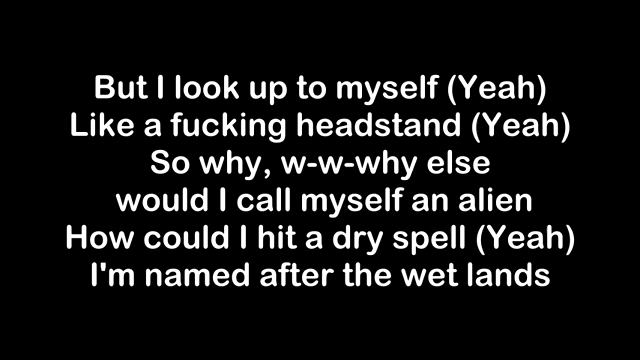 But I look up to myself (Yeah)
Like a fucking headstand (Yeah)
So why, w-w-why else
would I call myself an alien
How could I hit a dry spell (Yeah)
I'm named after the wet lands